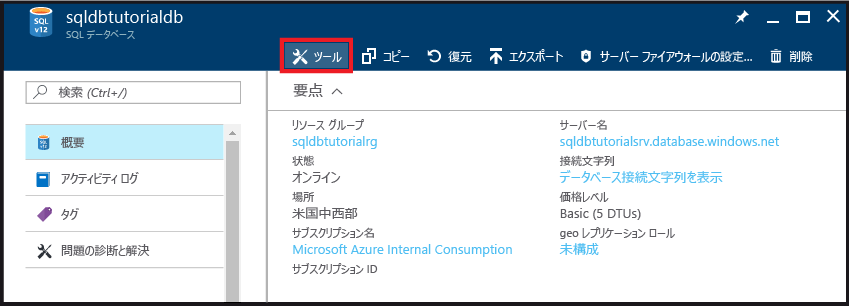 sqldbtutorialdb
SQL データベース
SQL
v12
ツール
コピー
復元
エクスポート
サーバー ファイアウォールの設定...
削除
検索 (Ctrl+/)
SQL
v12
概要
アクティビティ ログ
タグ
問題の診断と解決
要点
リソース グループ
sqldbtutorialrg
状態
オンライン
場所
米国中西部
サブスクリプション名
Microsoft Azure Internal Consumption
サブスクリプション ID
サーバー名
sqldbtutorialsrv.database.windows.net
接続文字列
データベース接続文字列を表示
価格レベル
Basic (5 DTUs)
geo レプリケーション ロール
未構成